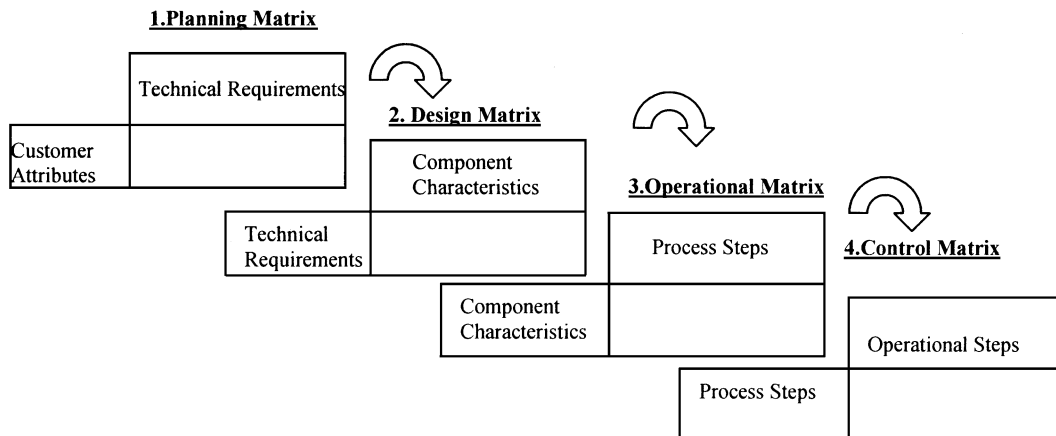 1.Planning Matrix
Technical Requirements
Customer
Attributes
2. Design Matrix
Component
Characteristics
Technical
Requirements
3.Operational Matrix
Process Steps
Component
Characteristics
4.Control Matrix
Operational Steps
Process Steps